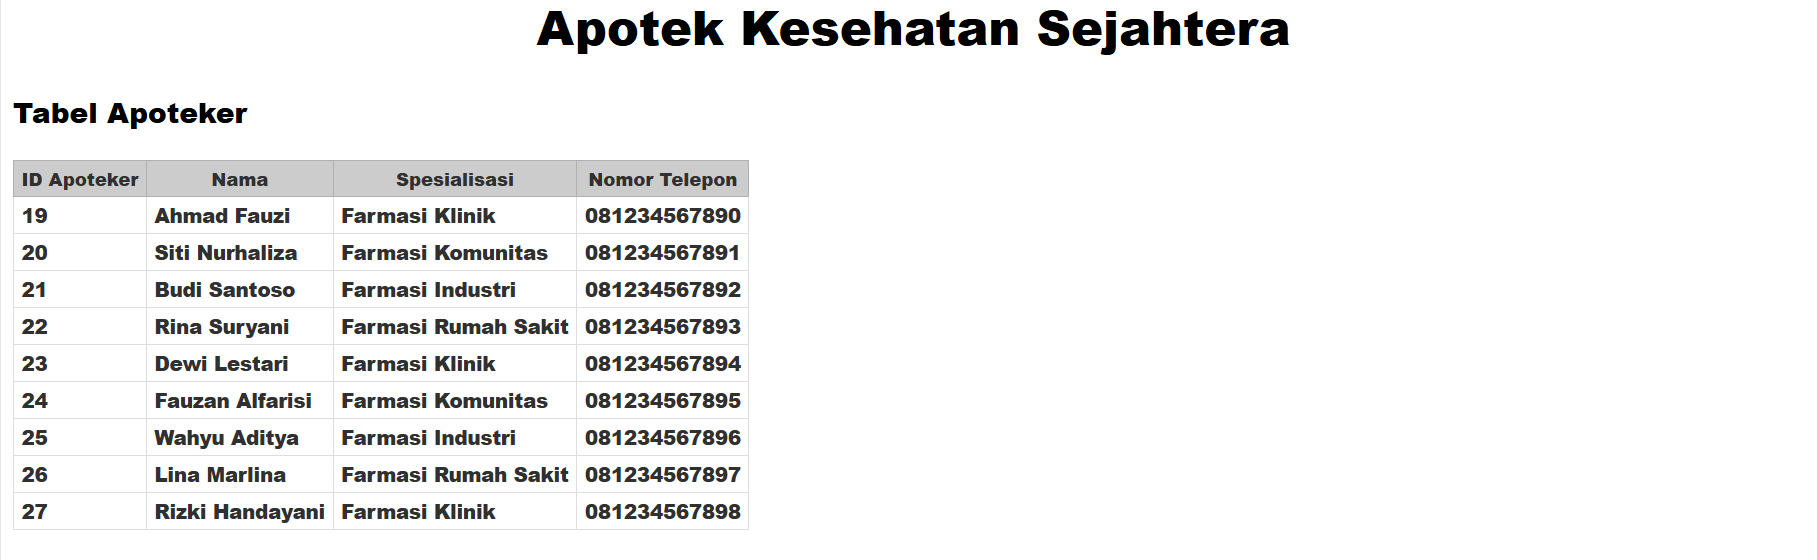 Apotek Kesehatan Sejahtera
Tabel Apoteker
ID Apoteker Nama Spesialisasi Nomor Telepon
19 Ahmad Fauzi Farmasi Klinik 081234567890
20 Siti Nurhaliza Farmasi Komunitas 081234567891
21 Budi Santoso Farmasi Industri 081234567892
22 Rina Suryani Farmasi Rumah Sakit 081234567893
23 Dewi Lestari Farmasi Klinik 081234567894
24 Fauzan Alfarisi Farmasi Komunitas 081234567895
25 Wahyu Aditya Farmasi Industri 081234567896
26 Lina Marlina Farmasi Rumah Sakit 081234567897
27 Rizki Handayani Farmasi Klinik 081234567898